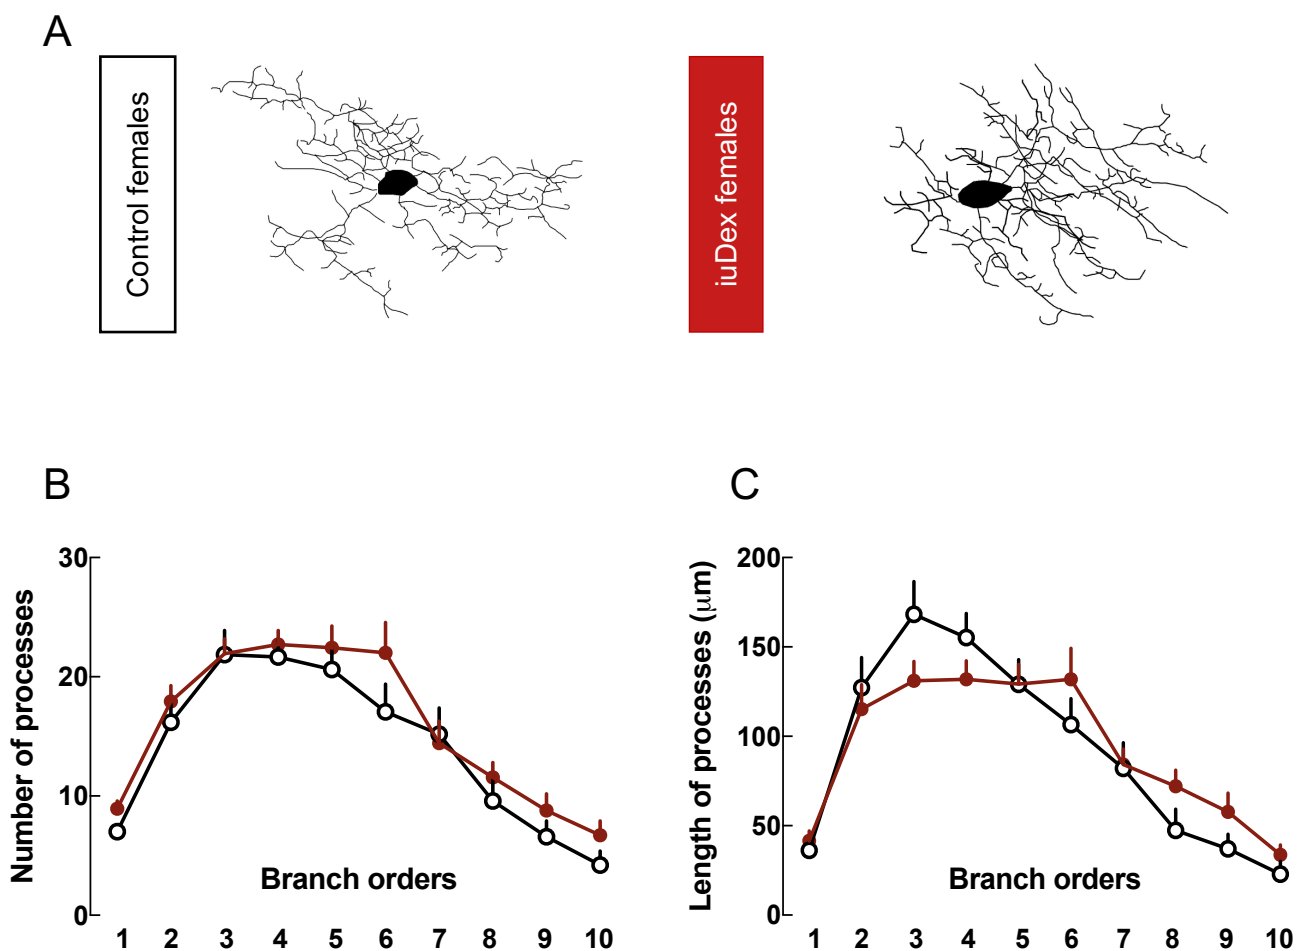 A
Control females
iuDex females
B
Number of processes
30
20
10
0
Branch orders
1 2 3 4 5 6 7 8 9 10
C
Length of processes (μm)
200
150
100
50
0
Branch orders
1 2 3 4 5 6 7 8 9 10